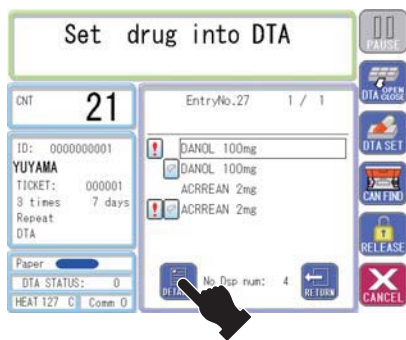 Set drug into DTA
PAUSE
CNT 21
EntryNo.27 1 / 1
DTA OPEN CLOSE
ID: 0000000001
YUYAMA
TICKET: 000001
3 times 7 days
Repeat
DTA
! DANOL 100mg
DANOL 100mg
ACRREAN 2mg
! ACRREAN 2mg
DTA SET
CAN FIND
RELEASE
Paper
DTA STATUS: 0
HEAT 127 C Comm 0
No Dsp num: 4
RETURN
CANCEL